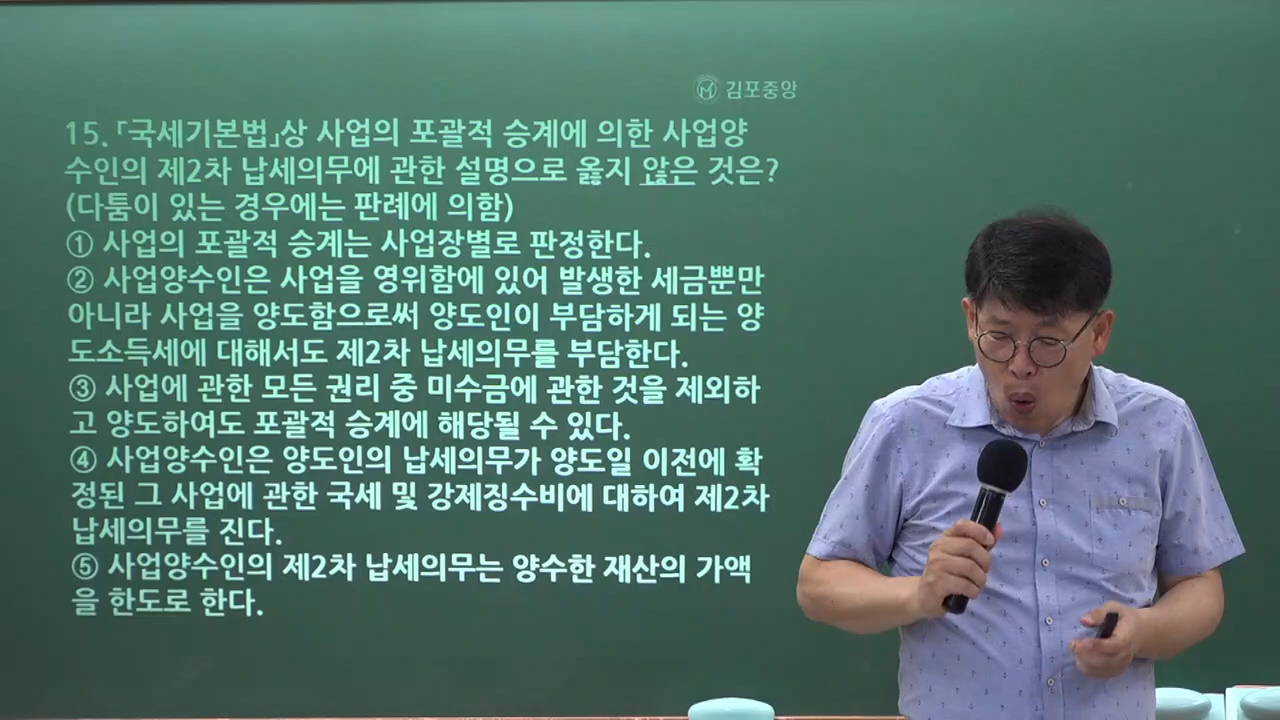 김포중앙
15. 「국세기본법」상 사업의 포괄적 승계에 의한 사업양
수인의 제2차 납세의무에 관한 설명으로 옳지 않은 것은?
(다툼이 있는 경우에는 판례에 의함)
① 사업의 포괄적 승계는 사업장별로 판정한다.
② 사업양수인은 사업을 영위함에 있어 발생한 세금뿐만
아니라 사업을 양도함으로써 양도인이 부담하게 되는 양
도소득세에 대해서도 제2차 납세의무를 부담한다.
③ 사업에 관한 모든 권리 중 미수금에 관한 것을 제외하
고 양도하여도 포괄적 승계에 해당될 수 있다.
④ 사업양수인은 양도인의 납세의무가 양도일 이전에 확
정된 그 사업에 관한 국세 및 강제징수비에 대하여 제2차
납세의무를 진다.
⑤ 사업양수인의 제2차 납세의무는 양수한 재산의 가액
을 한도로 한다.